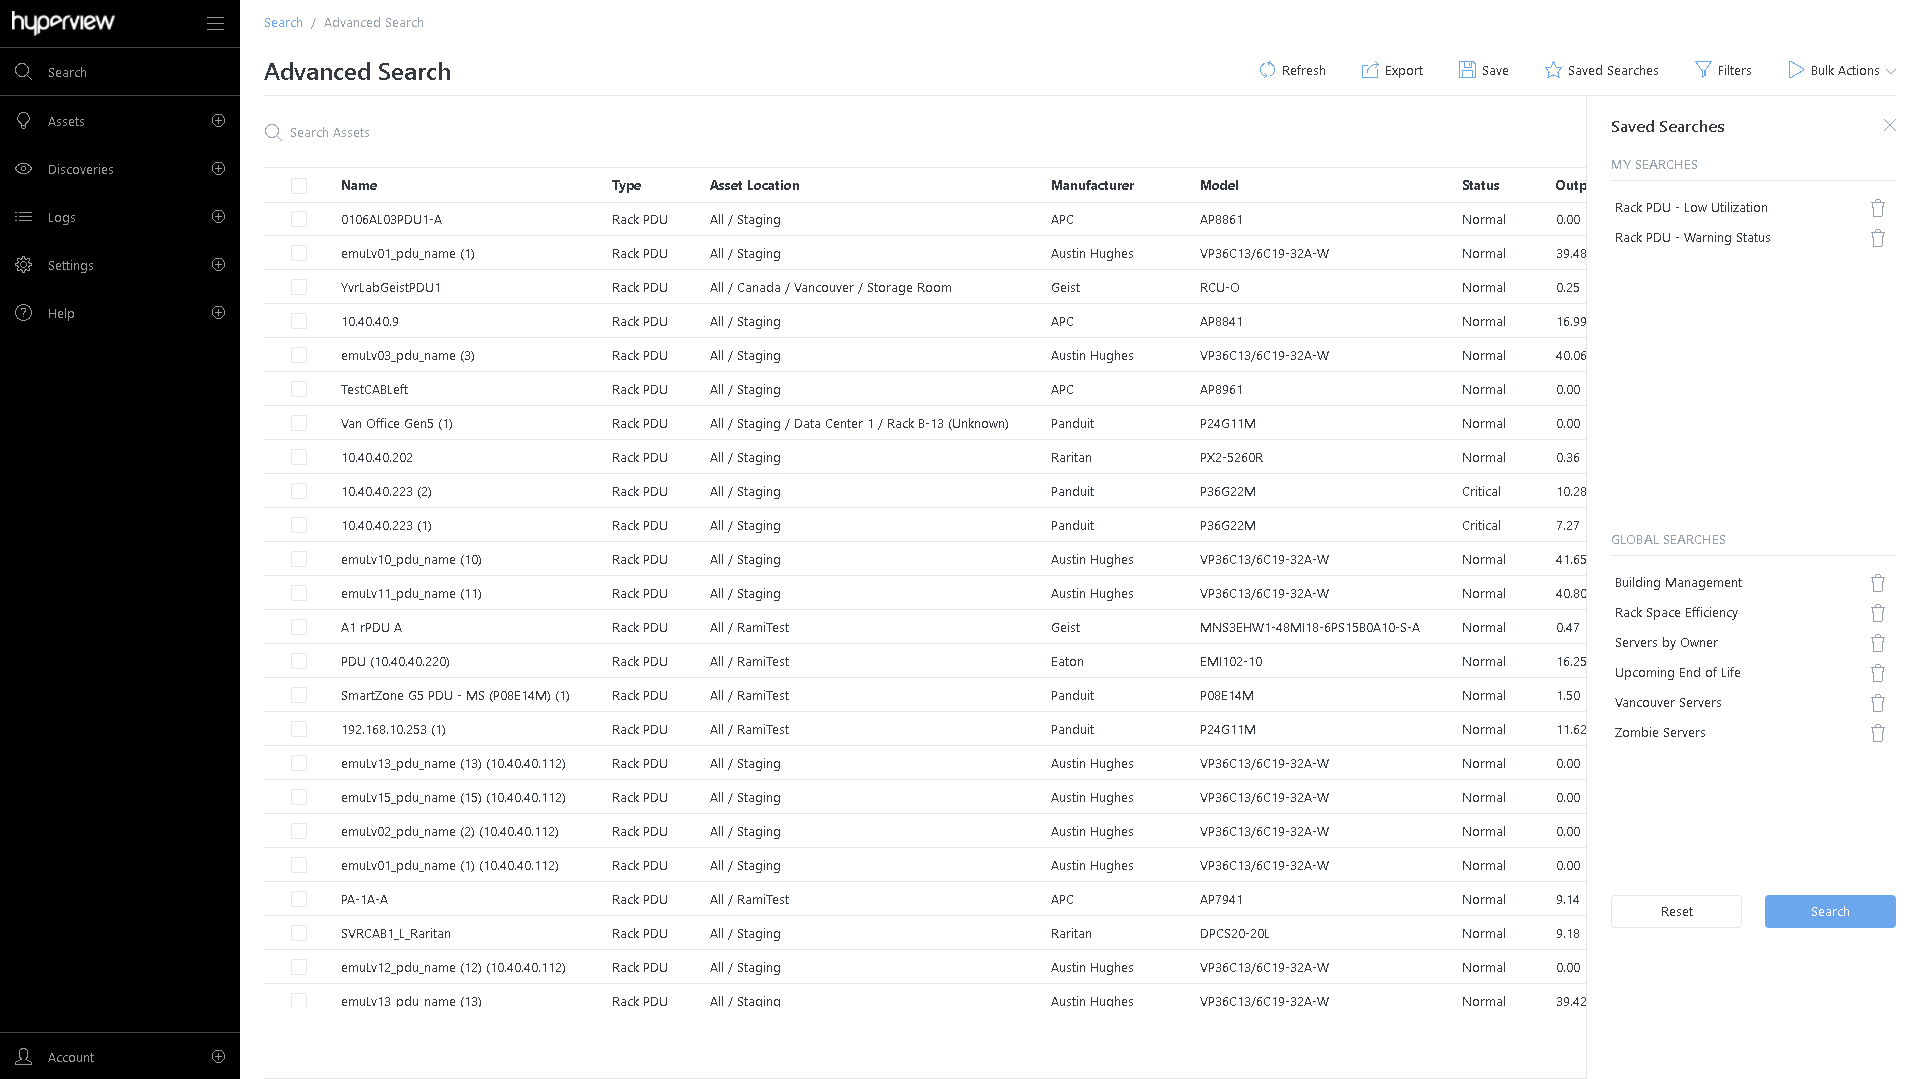 hyperview
Search
Assets
Discoveries
Logs
Settings
Help
Account
Search / Advanced Search
Advanced Search
Refresh Export Save Saved Searches Filters Bulk Actions
Search Assets
Name Type Asset Location Manufacturer Model Status Outp
0106AL03PDU1-A Rack PDU All / Staging APC AP8861 Normal 0.00
emuLv01_pdu_name (1) Rack PDU All / Staging Austin Hughes VP36C13/6C19-32A-W Normal 39.48
YvrLabGeistPDU1 Rack PDU All / Canada / Vancouver / Storage Room Geist RCU-O Normal 0.25
10.40.40.9 Rack PDU All / Staging APC AP8841 Normal 16.99
emuLv03_pdu_name (3) Rack PDU All / Staging Austin Hughes VP36C13/6C19-32A-W Normal 40.06
TestCABLeft Rack PDU All / Staging APC AP8961 Normal 0.00
Van Office Gen5 (1) Rack PDU All / Staging / Data Center 1 / Rack B-13 (Unknown) Panduit P24G11M Normal 0.00
10.40.40.202 Rack PDU All / Staging Raritan PX2-5260R Normal 0.36
10.40.40.223 (2) Rack PDU All / Staging Panduit P36G22M Critical 10.28
10.40.40.223 (1) Rack PDU All / Staging Panduit P36G22M Critical 7.27
emuLv10_pdu_name (10) Rack PDU All / Staging Austin Hughes VP36C13/6C19-32A-W Normal 41.65
emuLv11_pdu_name (11) Rack PDU All / Staging Austin Hughes VP36C13/6C19-32A-W Normal 40.80
A1 rPDU A Rack PDU All / RamiTest Geist MNS3EHW1-48MI18-6PS15B0A10-S-A Normal 0.47
PDU (10.40.40.220) Rack PDU All / RamiTest Eaton EMI102-10 Normal 16.25
SmartZone G5 PDU - MS (P08E14M) (1) Rack PDU All / RamiTest Panduit P08E14M Normal 1.50
192.168.10.253 (1) Rack PDU All / RamiTest Panduit P24G11M Normal 11.62
emuLv13_pdu_name (13) (10.40.40.112) Rack PDU All / Staging Austin Hughes VP36C13/6C19-32A-W Normal 0.00
emuLv15_pdu_name (15) (10.40.40.112) Rack PDU All / Staging Austin Hughes VP36C13/6C19-32A-W Normal 0.00
emuLv02_pdu_name (2) (10.40.40.112) Rack PDU All / Staging Austin Hughes VP36C13/6C19-32A-W Normal 0.00
emuLv01_pdu_name (1) (10.40.40.112) Rack PDU All / Staging Austin Hughes VP36C13/6C19-32A-W Normal 0.00
PA-1A-A Rack PDU All / RamiTest APC AP7941 Normal 9.14
SVRCAB1_L_Raritan Rack PDU All / Staging Raritan DPCS20-20L Normal 9.18
emuLv12_pdu_name (12) (10.40.40.112) Rack PDU All / Staging Austin Hughes VP36C13/6C19-32A-W Normal 0.00
emuLv13_pdu_name (13) Rack PDU All / Staging Austin Hughes VP36C13/6C19-32A-W Normal 39.42
Saved Searches
MY SEARCHES
Rack PDU - Low Utilization
Rack PDU - Warning Status
GLOBAL SEARCHES
Building Management
Rack Space Efficiency
Servers by Owner
Upcoming End of Life
Vancouver Servers
Zombie Servers
Reset Search